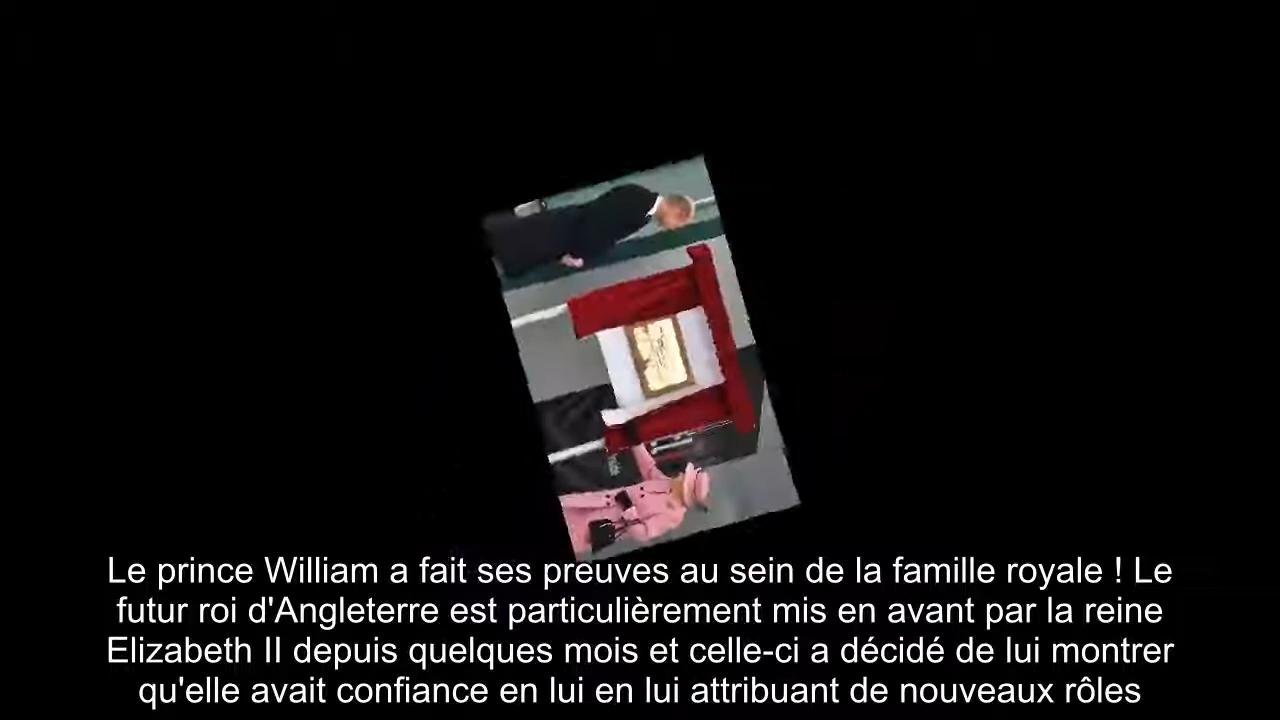 Le prince William a fait ses preuves au sein de la famille royale ! Le
futur roi d'Angleterre est particulièrement mis en avant par la reine
Elizabeth II depuis quelques mois et celle-ci a décidé de lui montrer
qu'elle avait confiance en lui en lui attribuant de nouveaux rôles